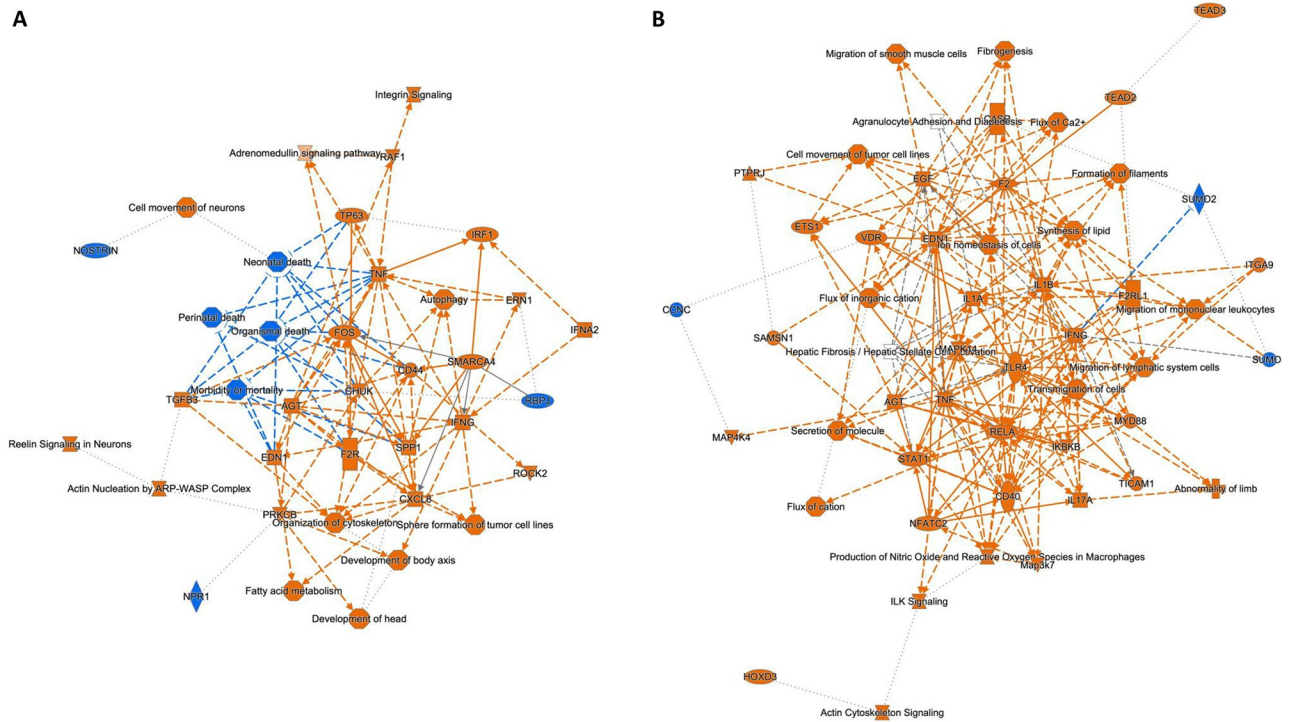 A
Integrin Signaling
Adrenomedullin signaling pathway
RAF1
Cell movement of neurons
TP63
IRF1
NOSTRIN
Neonatal death
TNF
Autophagy
ERN1
Perinatal death
Organismal death
FOS
IFNA2
SMARCA4
CD44
Morbidity or mortality
CHUK
TGFB3
AGT
RBPJ
IFNG
Reelin Signaling in Neurons
EDN1
F2R
SPP1
ROCK2
Actin Nucleation by ARP-WASP Complex
CXCL8
PRKCB
Organization of cytoskeleton
Sphere formation of tumor cell lines
Development of body axis
NPR1
Fatty acid metabolism
Development of head
B
TEAD3
Migration of smooth muscle cells
Fibrogenesis
TEAD2
Agranulocyte Adhesion and Diapedesis
CASR
Flux of Ca2+
Cell movement of tumor cell lines
PTPRJ
EGF
F2
Formation of filaments
SUMO2
ETS1
VDR
EDN1
Ion homeostasis of cells
Synthesis of lipid
ITGA9
Flux of inorganic cation
IL1A
IL1B
F2RL1
CCNC
Migration of mononuclear leukocytes
SAMSN1
IFNG
MAPK14
SUMO
TLR4
Migration of lymphatic system cells
Transmigration of cells
AGT
TNF
MYD88
MAP4K4
Secretion of molecule
RELA
IKBKB
STAT1
TICAM1
Abnormality of limb
CD40
IL17A
Flux of cation
NFATC2
Production of Nitric Oxide and Reactive Oxygen Species in Macrophages
Map3k7
ILK Signaling
HOXD3
Actin Cytoskeleton Signaling